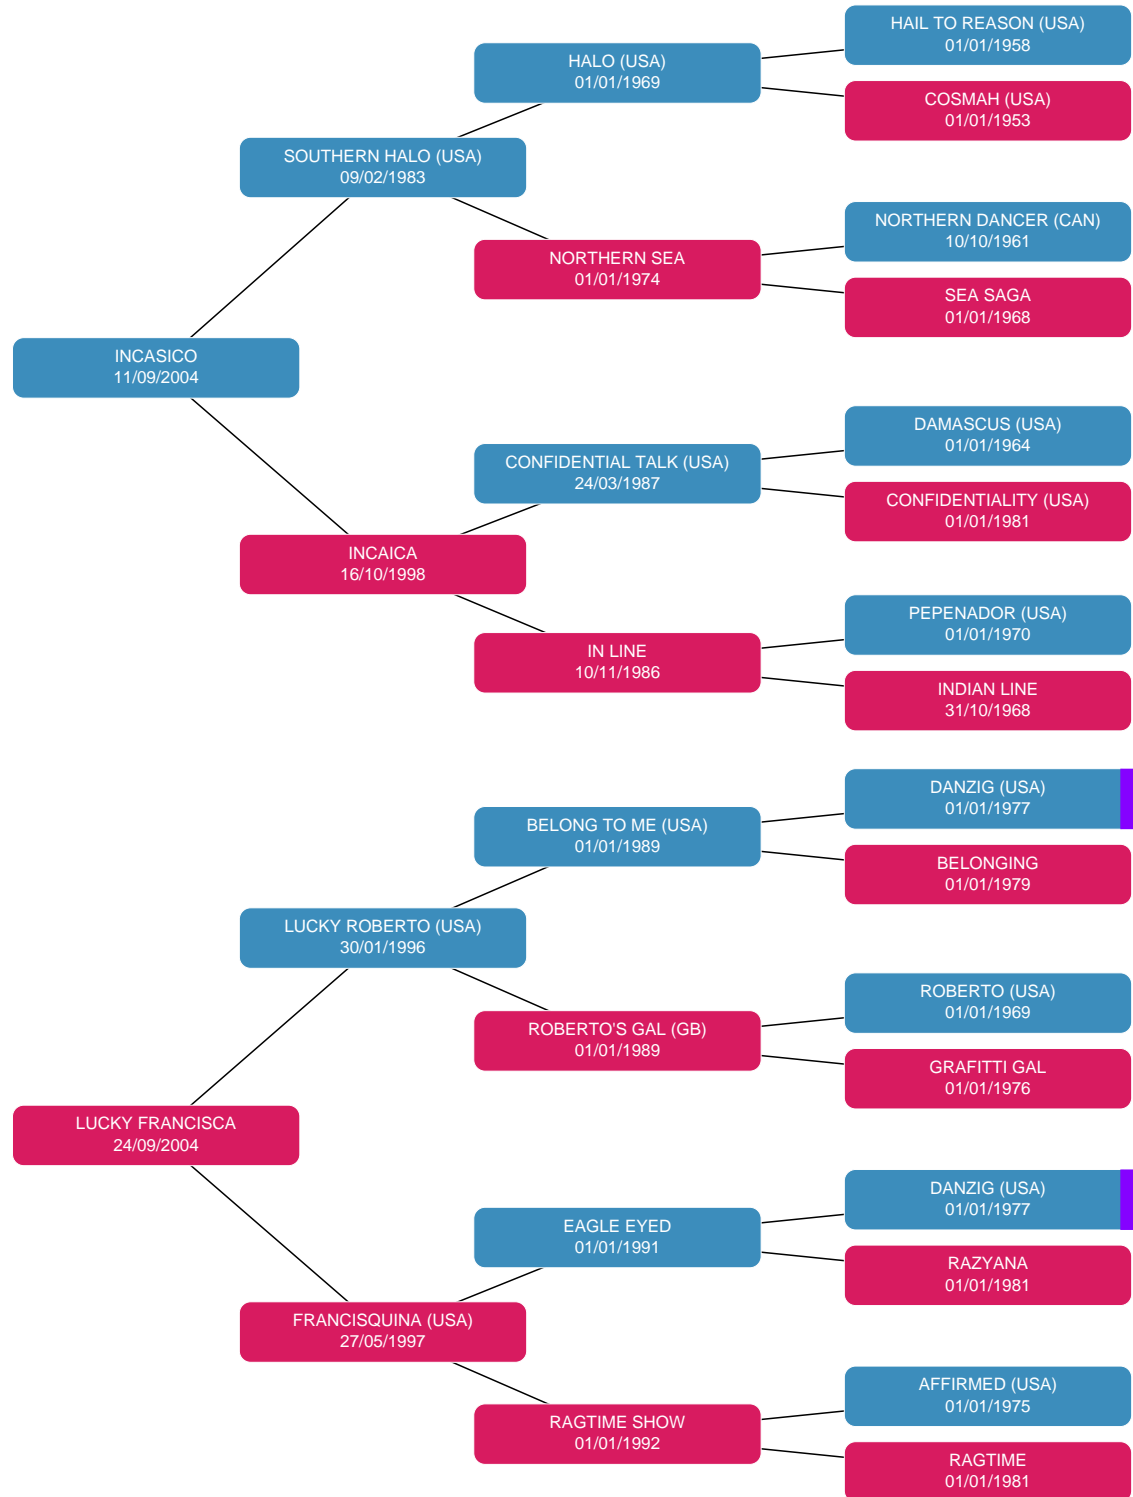 HAIL TO REASON (USA)
01/01/1958
HALO (USA)
01/01/1969
COSMAH (USA)
01/01/1953
SOUTHERN HALO (USA)
09/02/1983
NORTHERN DANCER (CAN)
10/10/1961
NORTHERN SEA
01/01/1974
SEA SAGA
01/01/1968
INCASICO
11/09/2004
DAMASCUS (USA)
01/01/1964
CONFIDENTIAL TALK (USA)
24/03/1987
CONFIDENTIALITY (USA)
01/01/1981
INCAICA
16/10/1998
PEPENADOR (USA)
01/01/1970
IN LINE
10/11/1986
INDIAN LINE
31/10/1968
DANZIG (USA)
01/01/1977
BELONG TO ME (USA)
01/01/1989
BELONGING
01/01/1979
LUCKY ROBERTO (USA)
30/01/1996
ROBERTO (USA)
01/01/1969
ROBERTO'S GAL (GB)
01/01/1989
GRAFITTI GAL
01/01/1976
LUCKY FRANCISCA
24/09/2004
DANZIG (USA)
01/01/1977
EAGLE EYED
01/01/1991
RAZYANA
01/01/1981
FRANCISQUINA (USA)
27/05/1997
AFFIRMED (USA)
01/01/1975
RAGTIME SHOW
01/01/1992
RAGTIME
01/01/1981